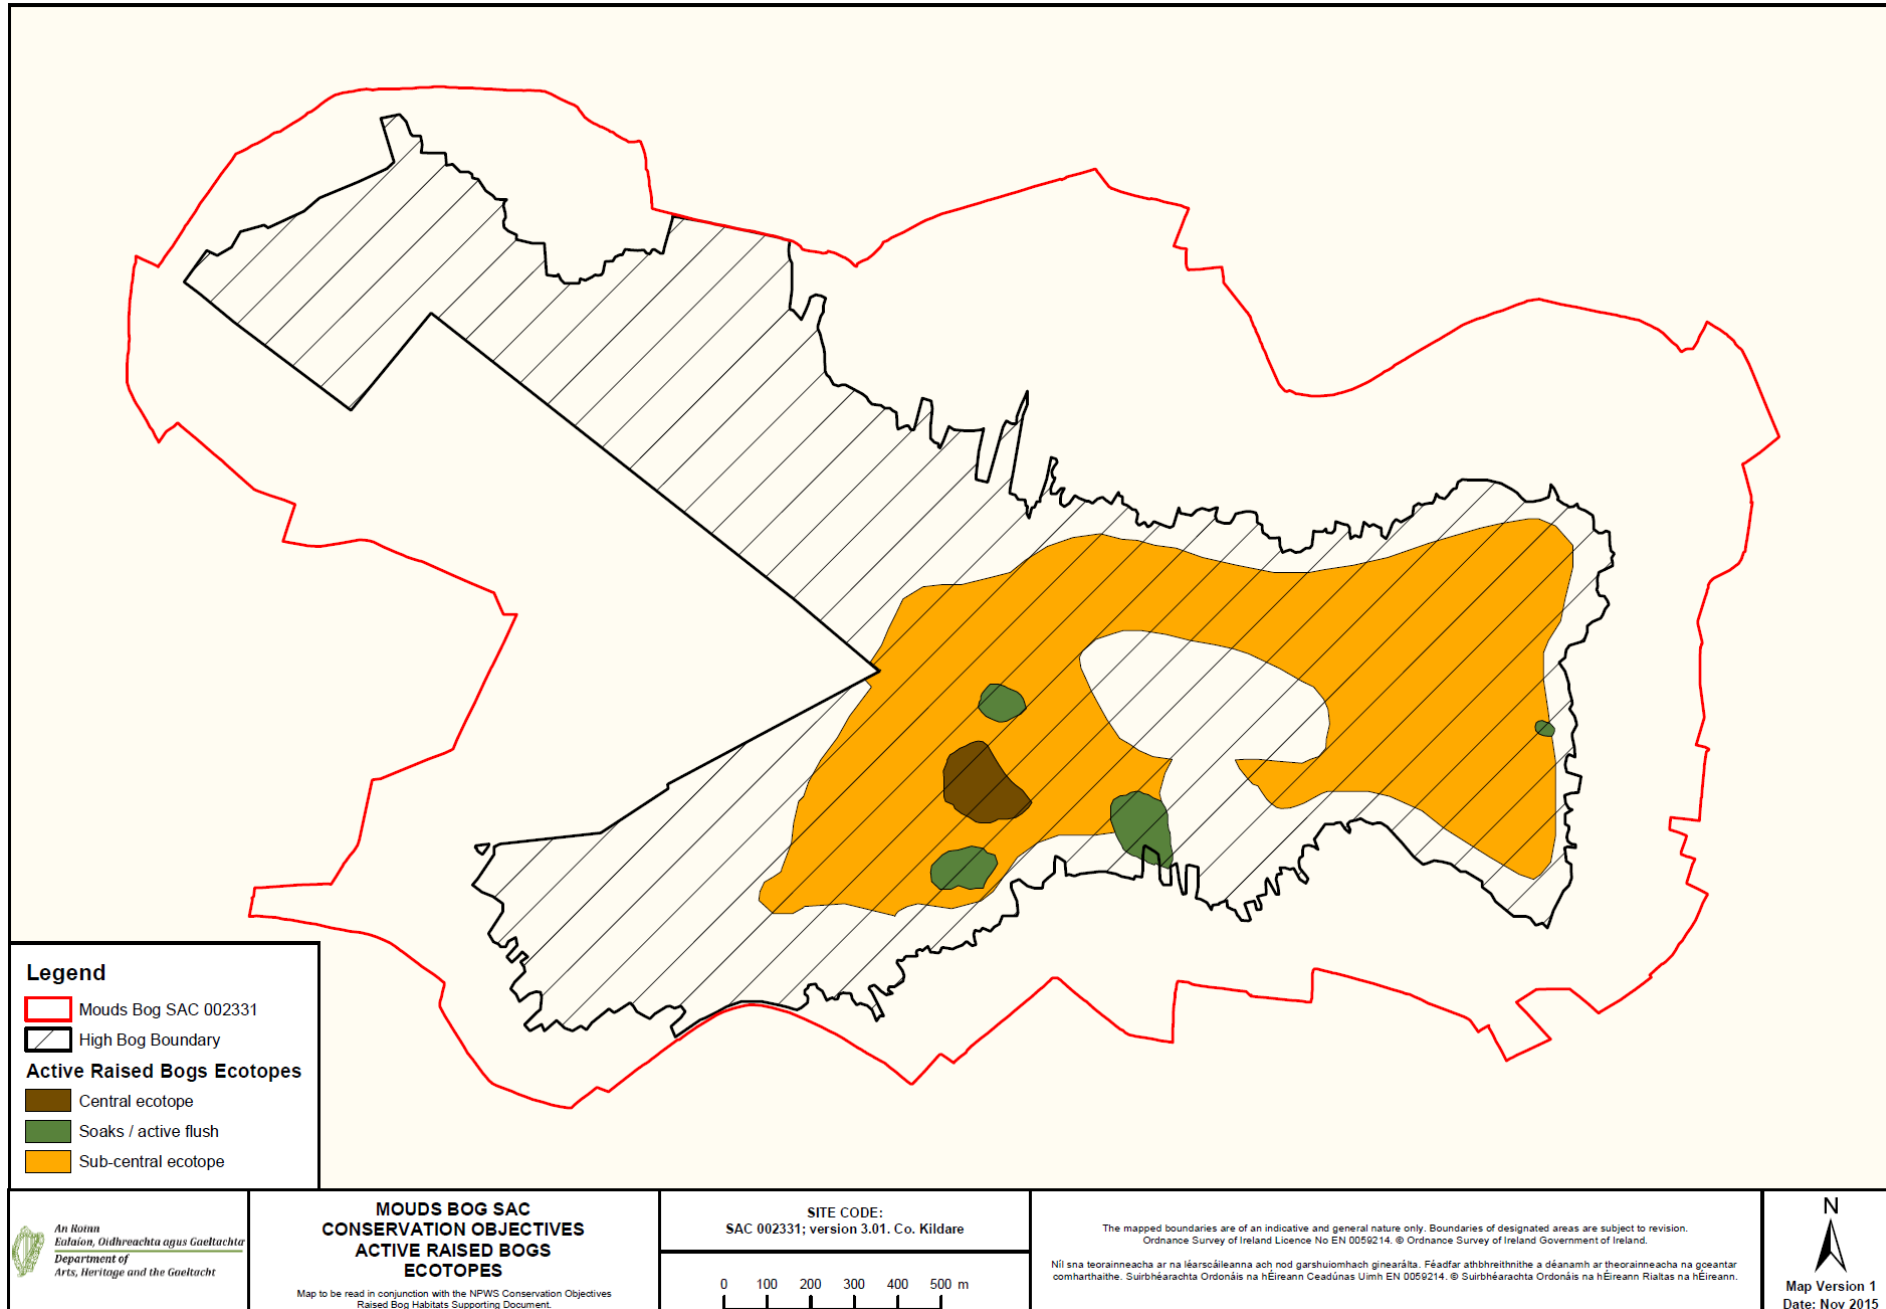 Legend
Mouds Bog SAC 002331
High Bog Boundary
Active Raised Bogs Ecotopes
Central ecotope
Soaks / active flush
Sub-central ecotope
An Roinn
Ealaíon, Oidhreachta agus Gaeltachta
Department of
Arts, Heritage and the Gaeltacht
MOUDS BOG SAC
CONSERVATION OBJECTIVES
ACTIVE RAISED BOGS
ECOTOPES
Map to be read in conjunction with the NPWS Conservation Objectives
Raised Bog Habitats Supporting Document.
SITE CODE:
SAC 002331; version 3.01. Co. Kildare
0 100 200 300 400 500 m
The mapped boundaries are of an indicative and general nature only. Boundaries of designated areas are subject to revision.
Ordnance Survey of Ireland Licence No EN 0059214. © Ordnance Survey of Ireland Government of Ireland.
Níl sna teorainneacha ar na léarscáileanna ach nod garshuíomhach ginearálta. Féadfar athbhreithnithe a déanamh ar theorainneacha na gceantar
comharthaithe. Suirbhéarachta Ordonáis na hÉireann Ceadúnas Uimh EN 0059214. © Suirbhéarachta Ordonáis na hÉireann Rialtas na hÉireann.
N
Map Version 1
Date: Nov 2015